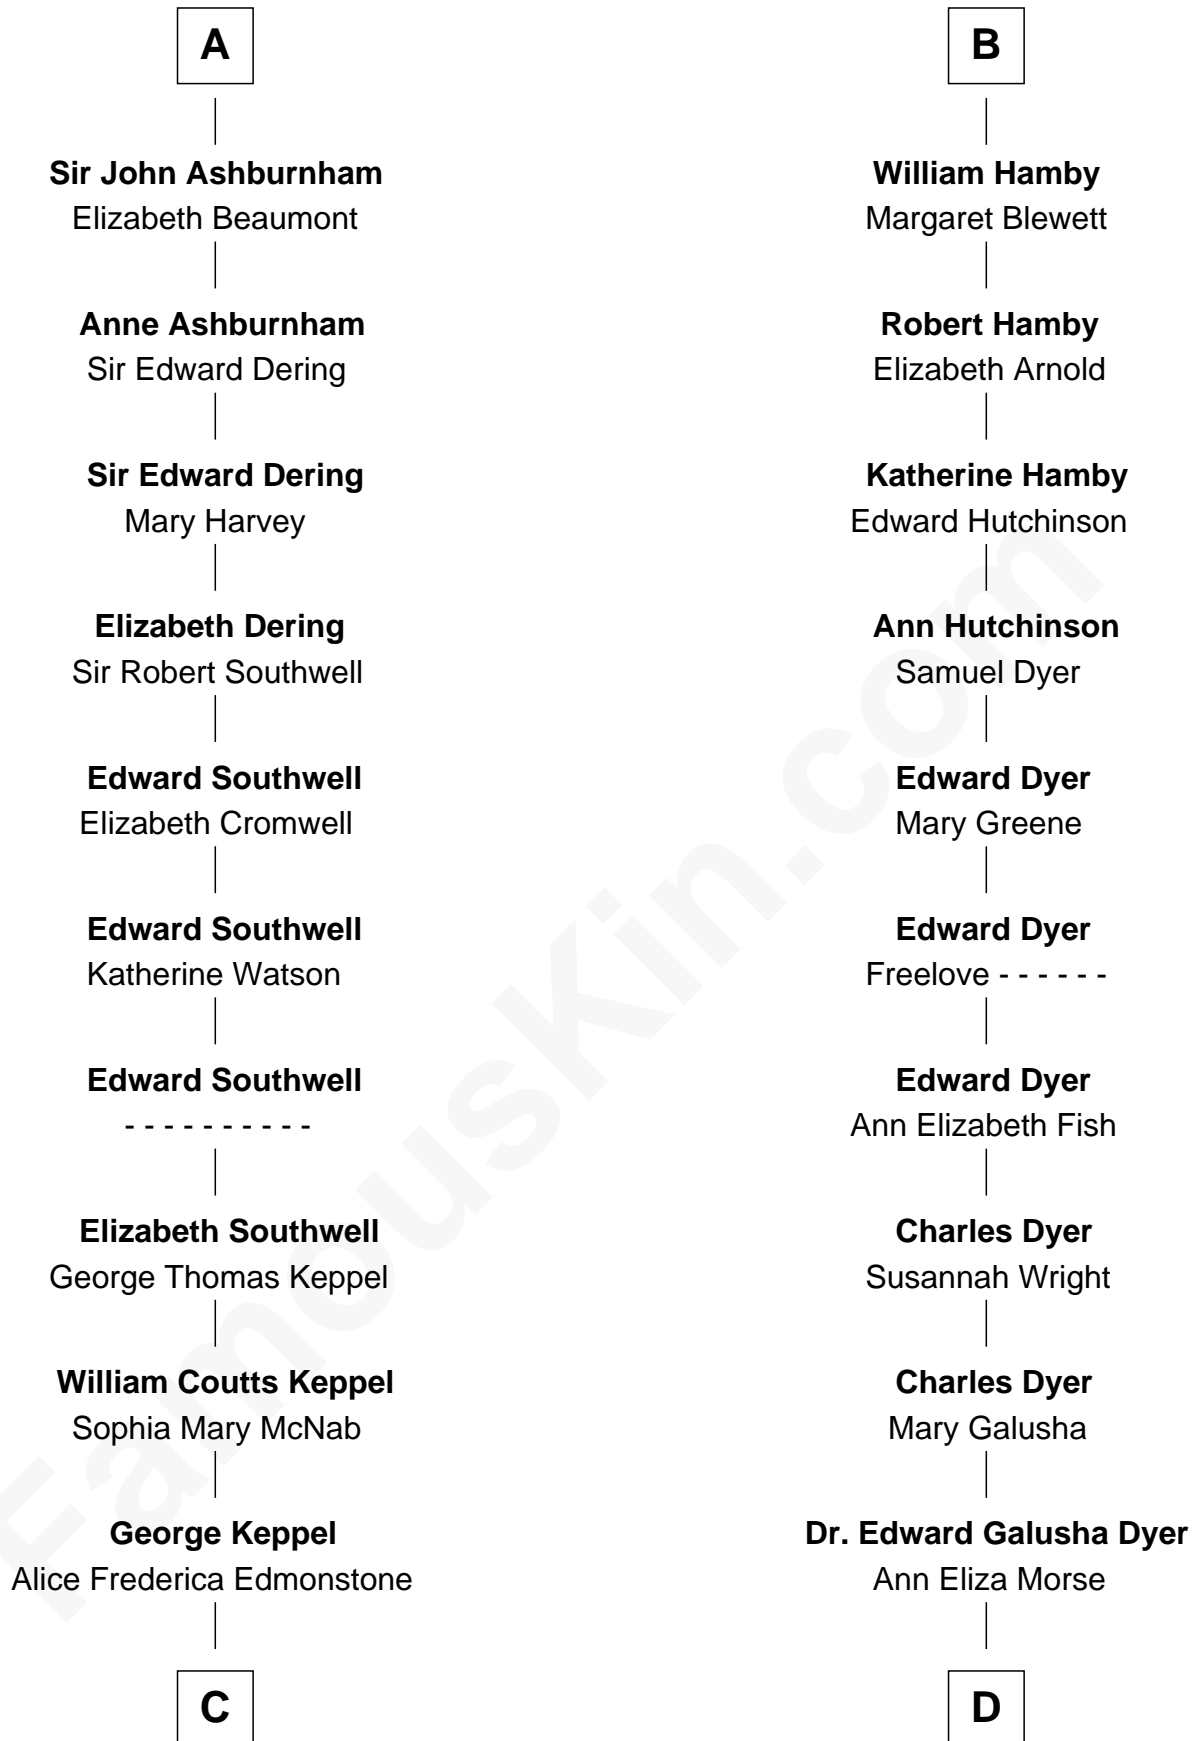 A
Sir John Ashburnham
Elizabeth Beaumont
Anne Ashburnham
Sir Edward Dering
Sir Edward Dering
Mary Harvey
Elizabeth Dering
Sir Robert Southwell
Edward Southwell
Elizabeth Cromwell
Edward Southwell
Katherine Watson
Edward Southwell
- - - - - - - - - -
Elizabeth Southwell
George Thomas Keppel
William Coutts Keppel
Sophia Mary McNab
George Keppel
Alice Frederica Edmonstone
C
B
William Hamby
Margaret Blewett
Robert Hamby
Elizabeth Arnold
Katherine Hamby
Edward Hutchinson
Ann Hutchinson
Samuel Dyer
Edward Dyer
Mary Greene
Edward Dyer
Freelove - - - - - -
Edward Dyer
Ann Elizabeth Fish
Charles Dyer
Susannah Wright
Charles Dyer
Mary Galusha
Dr. Edward Galusha Dyer
Ann Eliza Morse
D
FamousKin.com